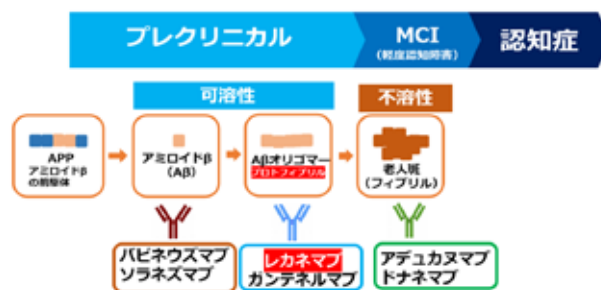 プレクリニカル
MCI
(軽度認知障害)
認知症
可溶性
不溶性
APP
アミロイドβ
の前駆体
アミロイドβ
(Aβ)
Aβオリゴマー
プロトフィブリル
老人斑
(フィブリル)
バピネウズマブ
ソラネズマブ
レカネマブ
ガンテネルマブ
アデュカヌマブ
ドナネマブ